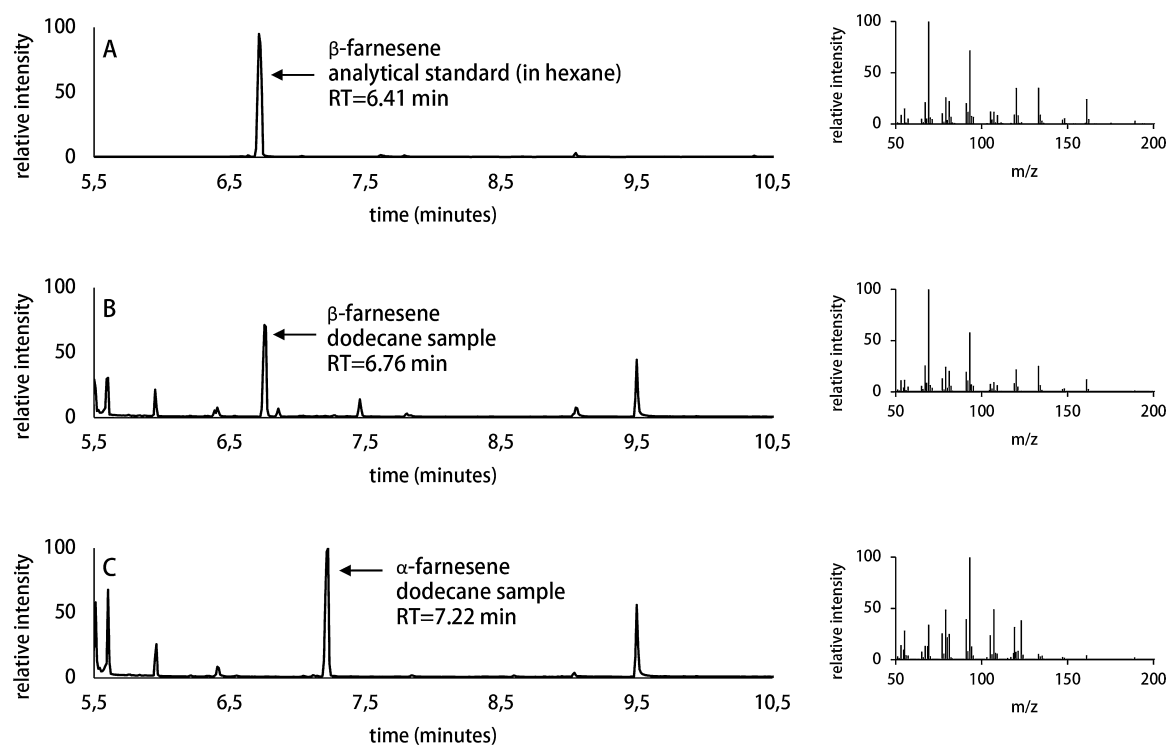 100
50
0
relative intensity
A
β-farnesene
analytical standard (in hexane)
RT=6.41 min
5,5 6,5 7,5 8,5 9,5 10,5
time (minutes)
100
50
0
relative intensity
50 100 150 200
m/z
100
50
0
relative intensity
B
β-farnesene
dodecane sample
RT=6.76 min
5,5 6,5 7,5 8,5 9,5 10,5
time (minutes)
100
50
0
relative intensity
50 100 150 200
m/z
100
50
0
relative intensity
C
α-farnesene
dodecane sample
RT=7.22 min
5,5 6,5 7,5 8,5 9,5 10,5
time (minutes)
100
50
0
relative intensity
50 100 150 200
m/z